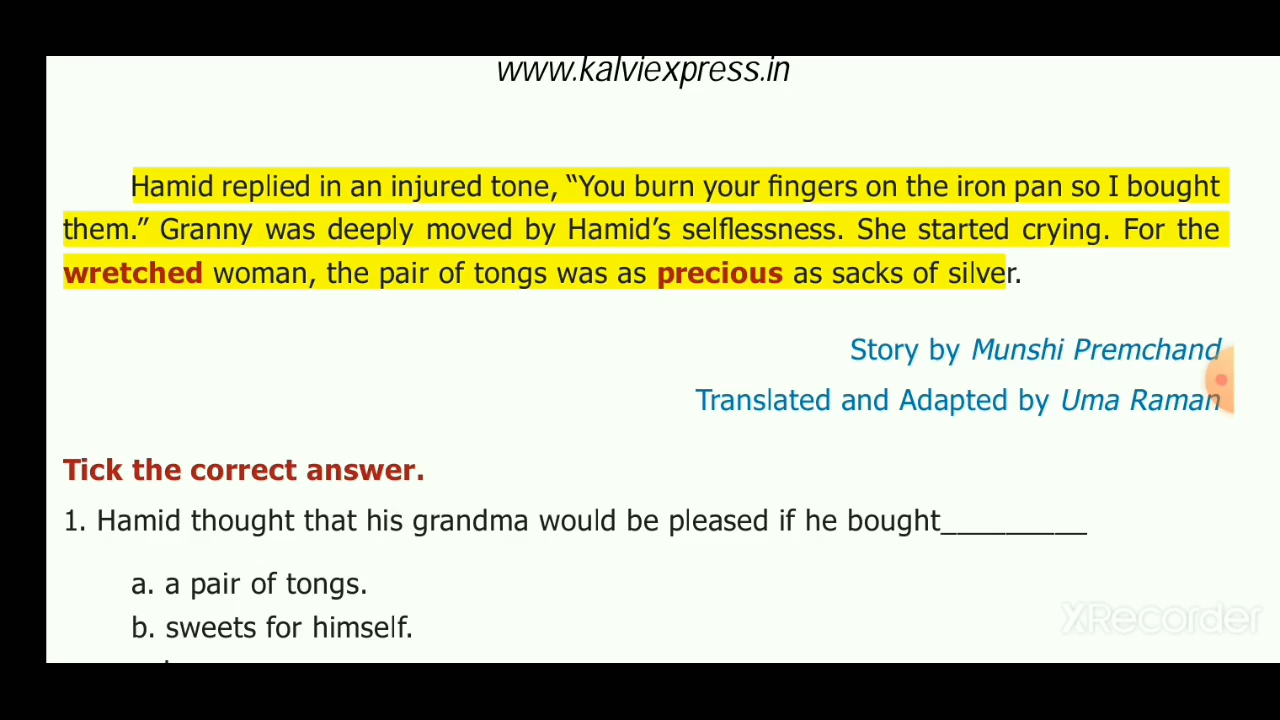 www.kalviexpress.in
Hamid replied in an injured tone, “You burn your fingers on the iron pan so I bought
them.” Granny was deeply moved by Hamid’s selflessness. She started crying. For the
wretched woman, the pair of tongs was as precious as sacks of silver.
Story by Munshi Premchand
Translated and Adapted by Uma Raman
Tick the correct answer.
1. Hamid thought that his grandma would be pleased if he bought_________
a. a pair of tongs.
b. sweets for himself.
XRecorder